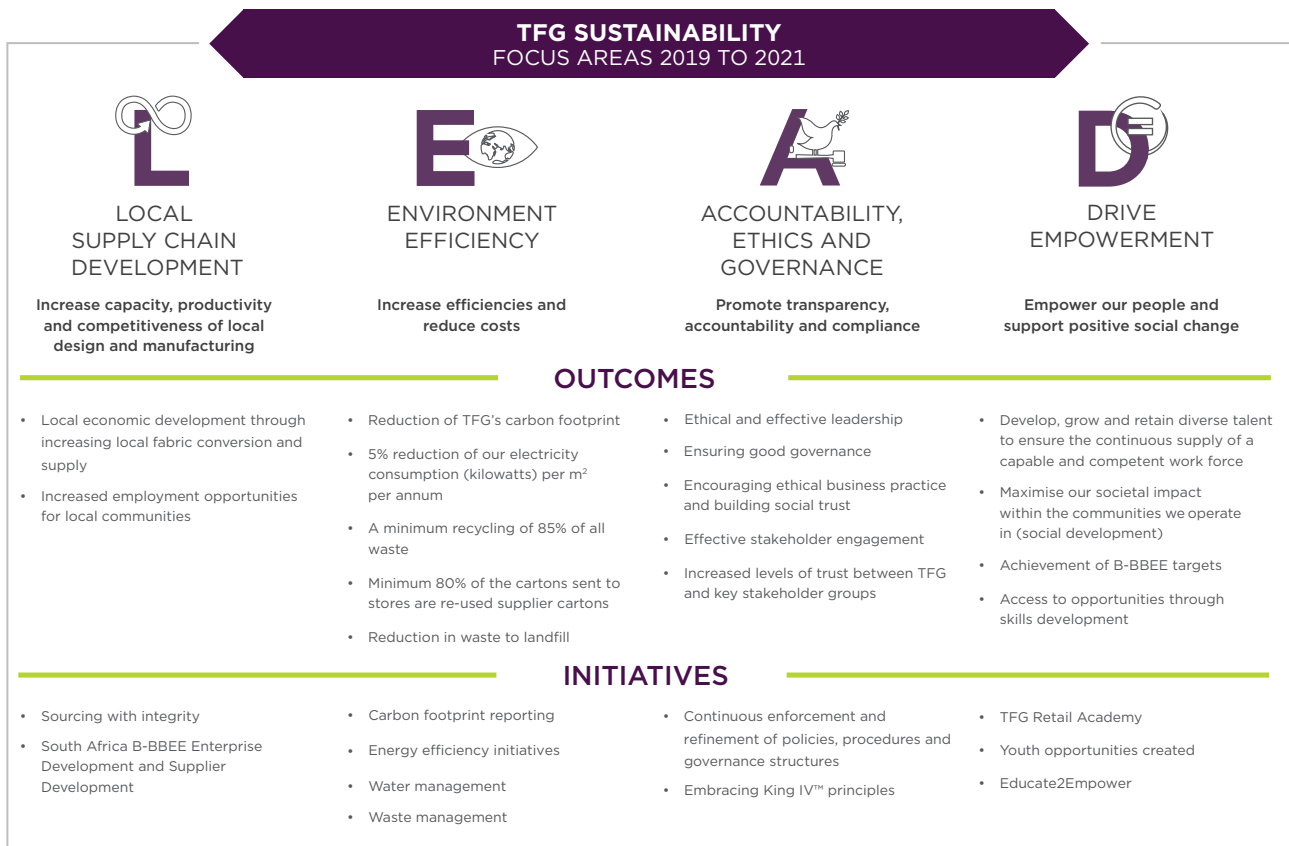 TFG SUSTAINABILITY
FOCUS AREAS 2019 TO 2021
L
LOCAL
SUPPLY CHAIN
DEVELOPMENT
Increase capacity, productivity
and competitiveness of local
design and manufacturing
E
ENVIRONMENT
EFFICIENCY
Increase efficiencies and
reduce costs
A
ACCOUNTABILITY,
ETHICS AND
GOVERNANCE
Promote transparency,
accountability and compliance
D
DRIVE
EMPOWERMENT
Empower our people and
support positive social change
OUTCOMES
• Local economic development through
increasing local fabric conversion and
supply
• Increased employment opportunities
for local communities
• Reduction of TFG's carbon footprint
• 5% reduction of our electricity
consumption (kilowatts) per m²
per annum
• A minimum recycling of 85% of all
waste
• Minimum 80% of the cartons sent to
stores are re-used supplier cartons
• Reduction in waste to landfill
• Ethical and effective leadership
• Ensuring good governance
• Encouraging ethical business practice
and building social trust
• Effective stakeholder engagement
• Increased levels of trust between TFG
and key stakeholder groups
• Develop, grow and retain diverse talent
to ensure the continuous supply of a
capable and competent work force
• Maximise our societal impact
within the communities we operate
in (social development)
• Achievement of B-BBEE targets
• Access to opportunities through
skills development
INITIATIVES
• Sourcing with integrity
• South Africa B-BBEE Enterprise
Development and Supplier
Development
• Carbon footprint reporting
• Energy efficiency initiatives
• Water management
• Waste management
• Continuous enforcement and
refinement of policies, procedures and
governance structures
• Embracing King IV™ principles
• TFG Retail Academy
• Youth opportunities created
• Educate2Empower